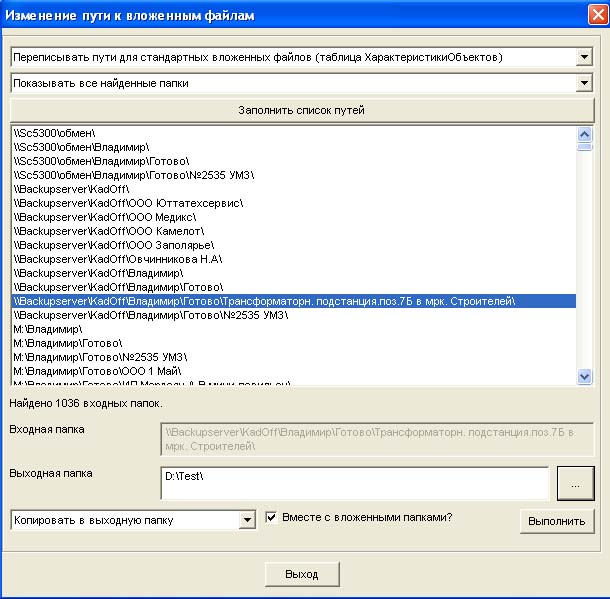 Изменение пути к вложенным файлам
Переписывать пути для стандартных вложенных файлов (таблица ХарактеристикиОбъектов)
Показывать все найденные папки
Заполнить список путей
\\Sc5300\обмен\
\\Sc5300\обмен\Владимир\
\\Sc5300\обмен\Владимир\Готово\
\\Sc5300\обмен\Владимир\Готово\№2535 УМЗ\
\\Backupserver\KadOff\
\\Backupserver\KadOff\ООО Юттатехсервис\
\\Backupserver\KadOff\ООО Медикс\
\\Backupserver\KadOff\ООО Камелот\
\\Backupserver\KadOff\ООО Заполярье\
\\Backupserver\KadOff\Овчинникова Н.А\
\\Backupserver\KadOff\Владимир\
\\Backupserver\KadOff\Владимир\Готово\
\\Backupserver\KadOff\Владимир\Готово\Трансформаторн. подстанция.поз.7Б в мрк. Строителей\
\\Backupserver\KadOff\Владимир\Готово\№2535 УМЗ\
M:\Владимир\
M:\Владимир\Готово\
M:\Владимир\Готово\№2535 УМЗ\
M:\Владимир\Готово\ООО 1 Май\
M:\Владимир\Готово\ИП
Найдено 1036 входных папок.
Входная папка
\\Backupserver\KadOff\Владимир\Готово\Трансформаторн. подстанция.поз.7Б в
мрк. Строителей\
Выходная папка
D:\Test\
...
Копировать в выходную папку
Вместе с вложенными папками?
Выполнить
Выход